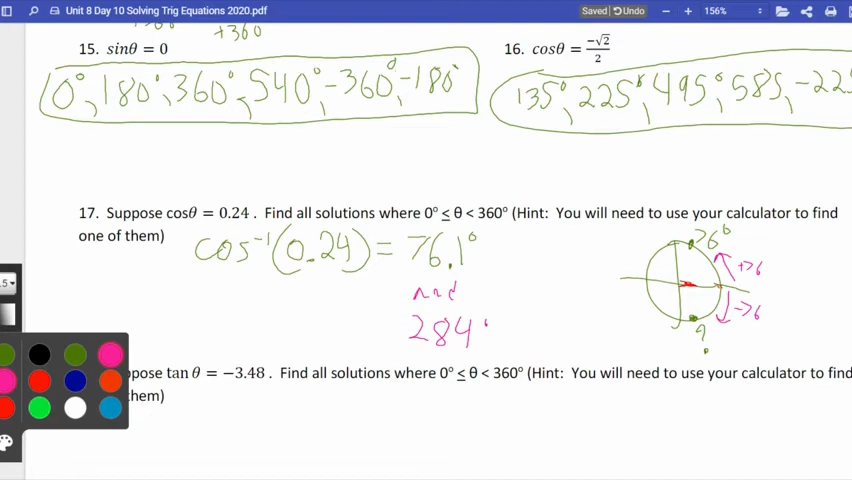 Unit 8 Day 10 Solving Trig Equations 2020.pdf Saved Undo 156%
+360
15. sinθ = 0
0°, 180°, 360°, 540°, -360°, -180°
16. cosθ = -√2/2
135°, 225°, 495°, 585, -225
17. Suppose cosθ = 0.24 . Find all solutions where 0° ≤ θ < 360° (Hint: You will need to use your calculator to find
one of them)
cos⁻¹(0.24) = 76.1°
and
284°
76°
+76
-76
?
.5
pose tan θ = −3.48 . Find all solutions where 0° ≤ θ < 360° (Hint: You will need to use your calculator to find
them)